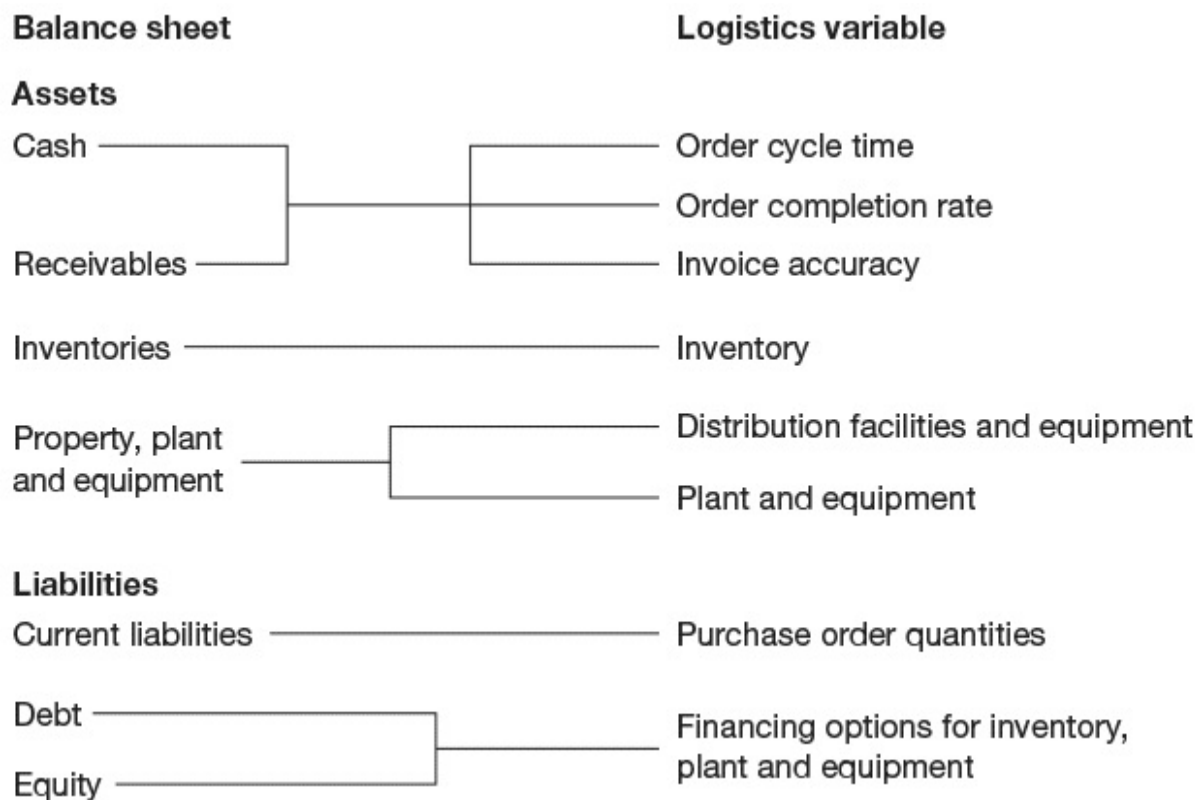 Balance sheet
Logistics variable
Assets
Cash
Order cycle time
Order completion rate
Receivables
Invoice accuracy
Inventories
Inventory
Property, plant
and equipment
Distribution facilities and equipment
Plant and equipment
Liabilities
Current liabilities
Purchase order quantities
Debt
Equity
Financing options for inventory,
plant and equipment